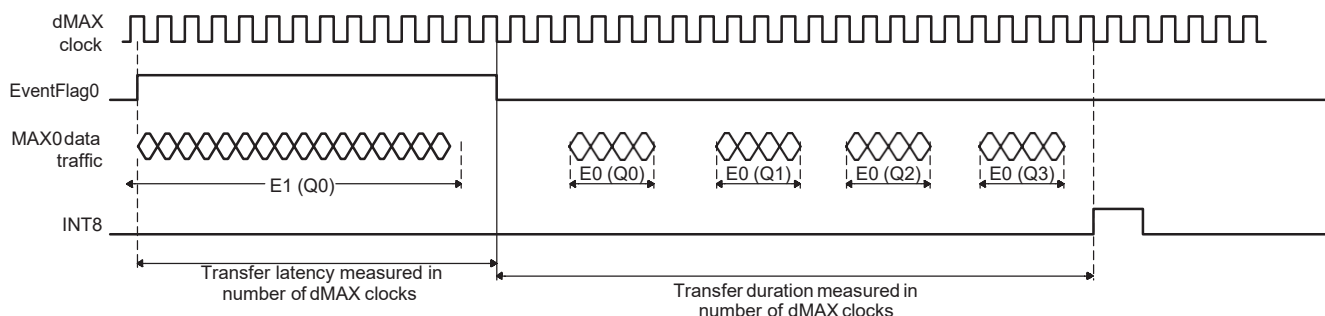 dMAX
clock
EventFlag0
MAX0 data
traffic
E1 (Q0)
E0 (Q0)
E0 (Q1)
E0 (Q2)
E0 (Q3)
INT8
Transfer latency measured in
number of dMAX clocks
Transfer duration measured in
number of dMAX clocks